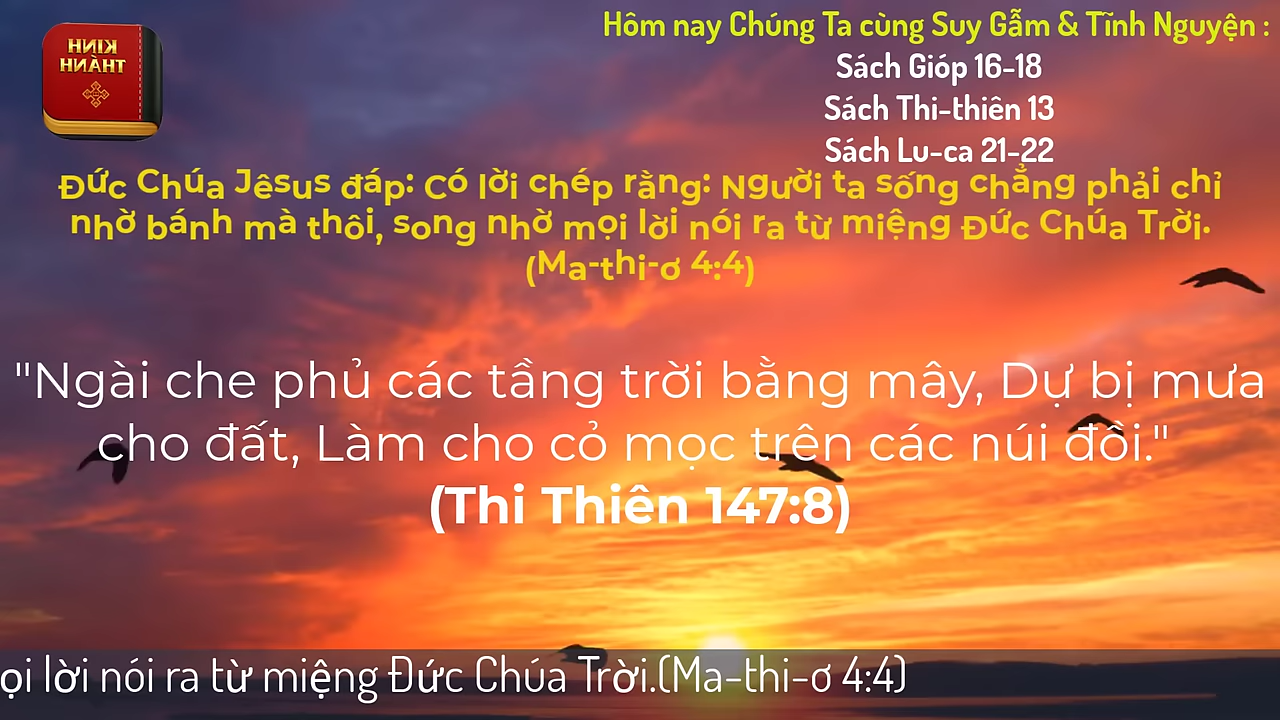 KINH
THÁNH
Hôm nay Chúng Ta cùng Suy Gẫm & Tĩnh Nguyện :
Sách Gióp 16-18
Sách Thi-thiên 13
Sách Lu-ca 21-22
Đức Chúa Jêsus đáp: Có lời chép rằng: Người ta sống chẳng phải chỉ
nhờ bánh mà thôi, song nhờ mọi lời nói ra từ miệng Đức Chúa Trời.
(Ma-thi-ơ 4:4)
"Ngài che phủ các tầng trời bằng mây, Dự bị mưa
cho đất, Làm cho cỏ mọc trên các núi đồi."
(Thi Thiên 147:8)
ọi lời nói ra từ miệng Đức Chúa Trời.(Ma-thi-ơ 4:4)